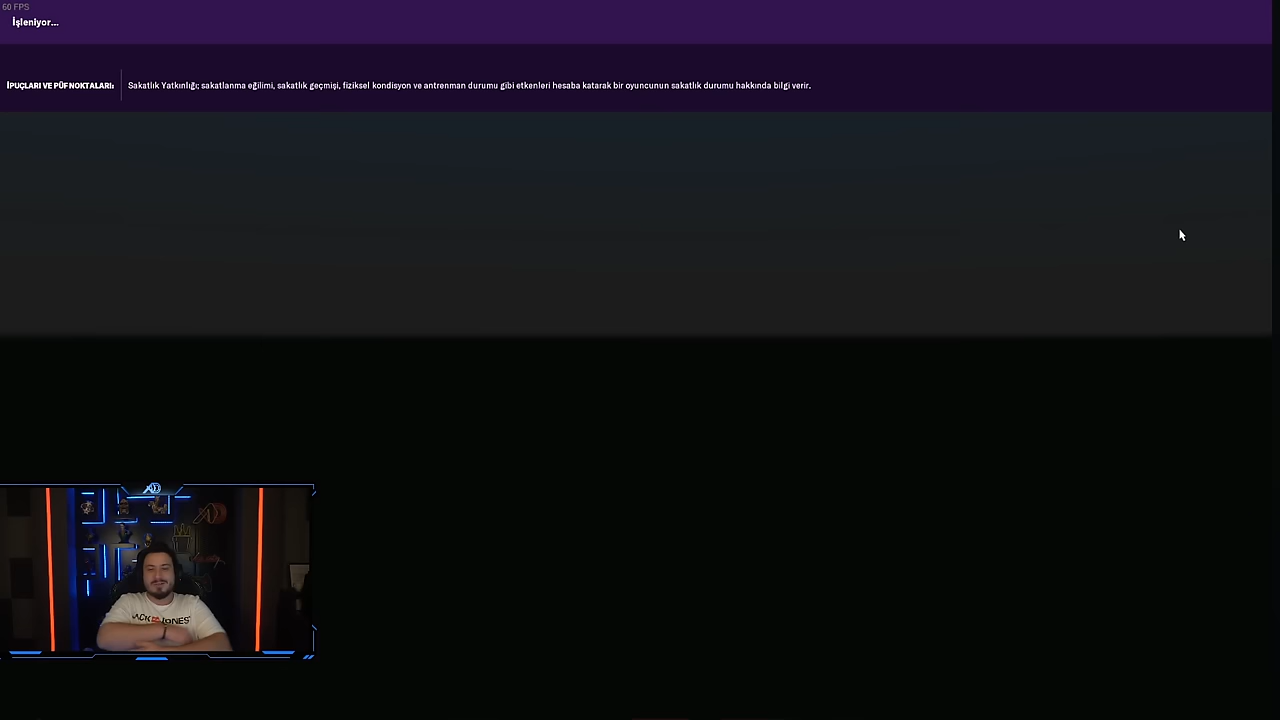 60 FPS
İşleniyor...
İPUÇLARI VE PÜF NOKTALARI:
Sakatlık Yatkınlığı; sakatlanma eğilimi, sakatlık geçmişi, fiziksel kondisyon ve antrenman durumu gibi etkenleri hesaba katarak bir oyuncunun sakatlık durumu hakkında bilgi verir.
JACK JONES